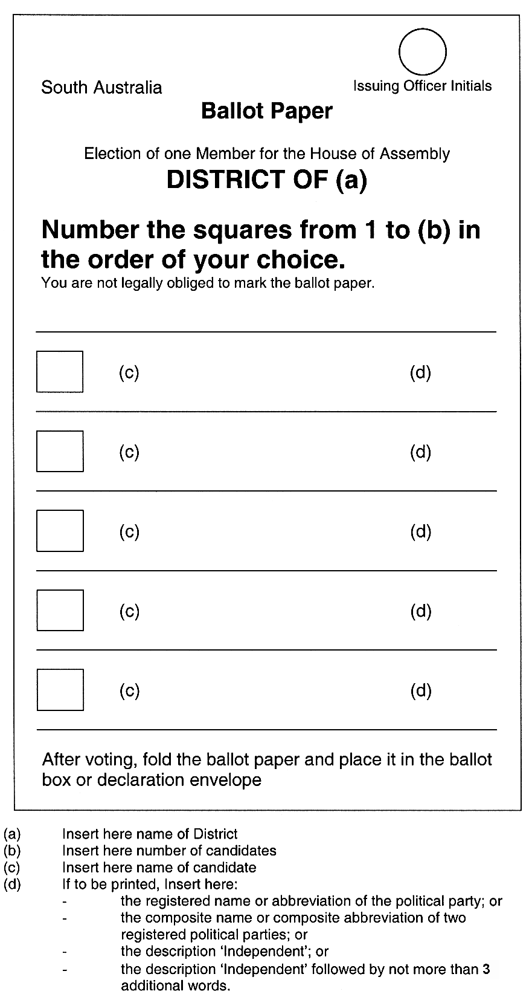 South Australia
Issuing Officer Initials
Ballot Paper
Election of one Member for the House of Assembly
DISTRICT OF (a)
Number the squares from 1 to (b) in
the order of your choice.
You are not legally obliged to mark the ballot paper.
(c) (d)
(c) (d)
(c) (d)
(c) (d)
(c) (d)
After voting, fold the ballot paper and place it in the ballot
box or declaration envelope
(a) Insert here name of District
(b) Insert here number of candidates
(c) Insert here name of candidate
(d) If to be printed, Insert here:
- the registered name or abbreviation of the political party; or
- the composite name or composite abbreviation of two
registered political parties; or
- the description ‘Independent’; or
- the description ‘Independent’ followed by not more than 3
additional words.